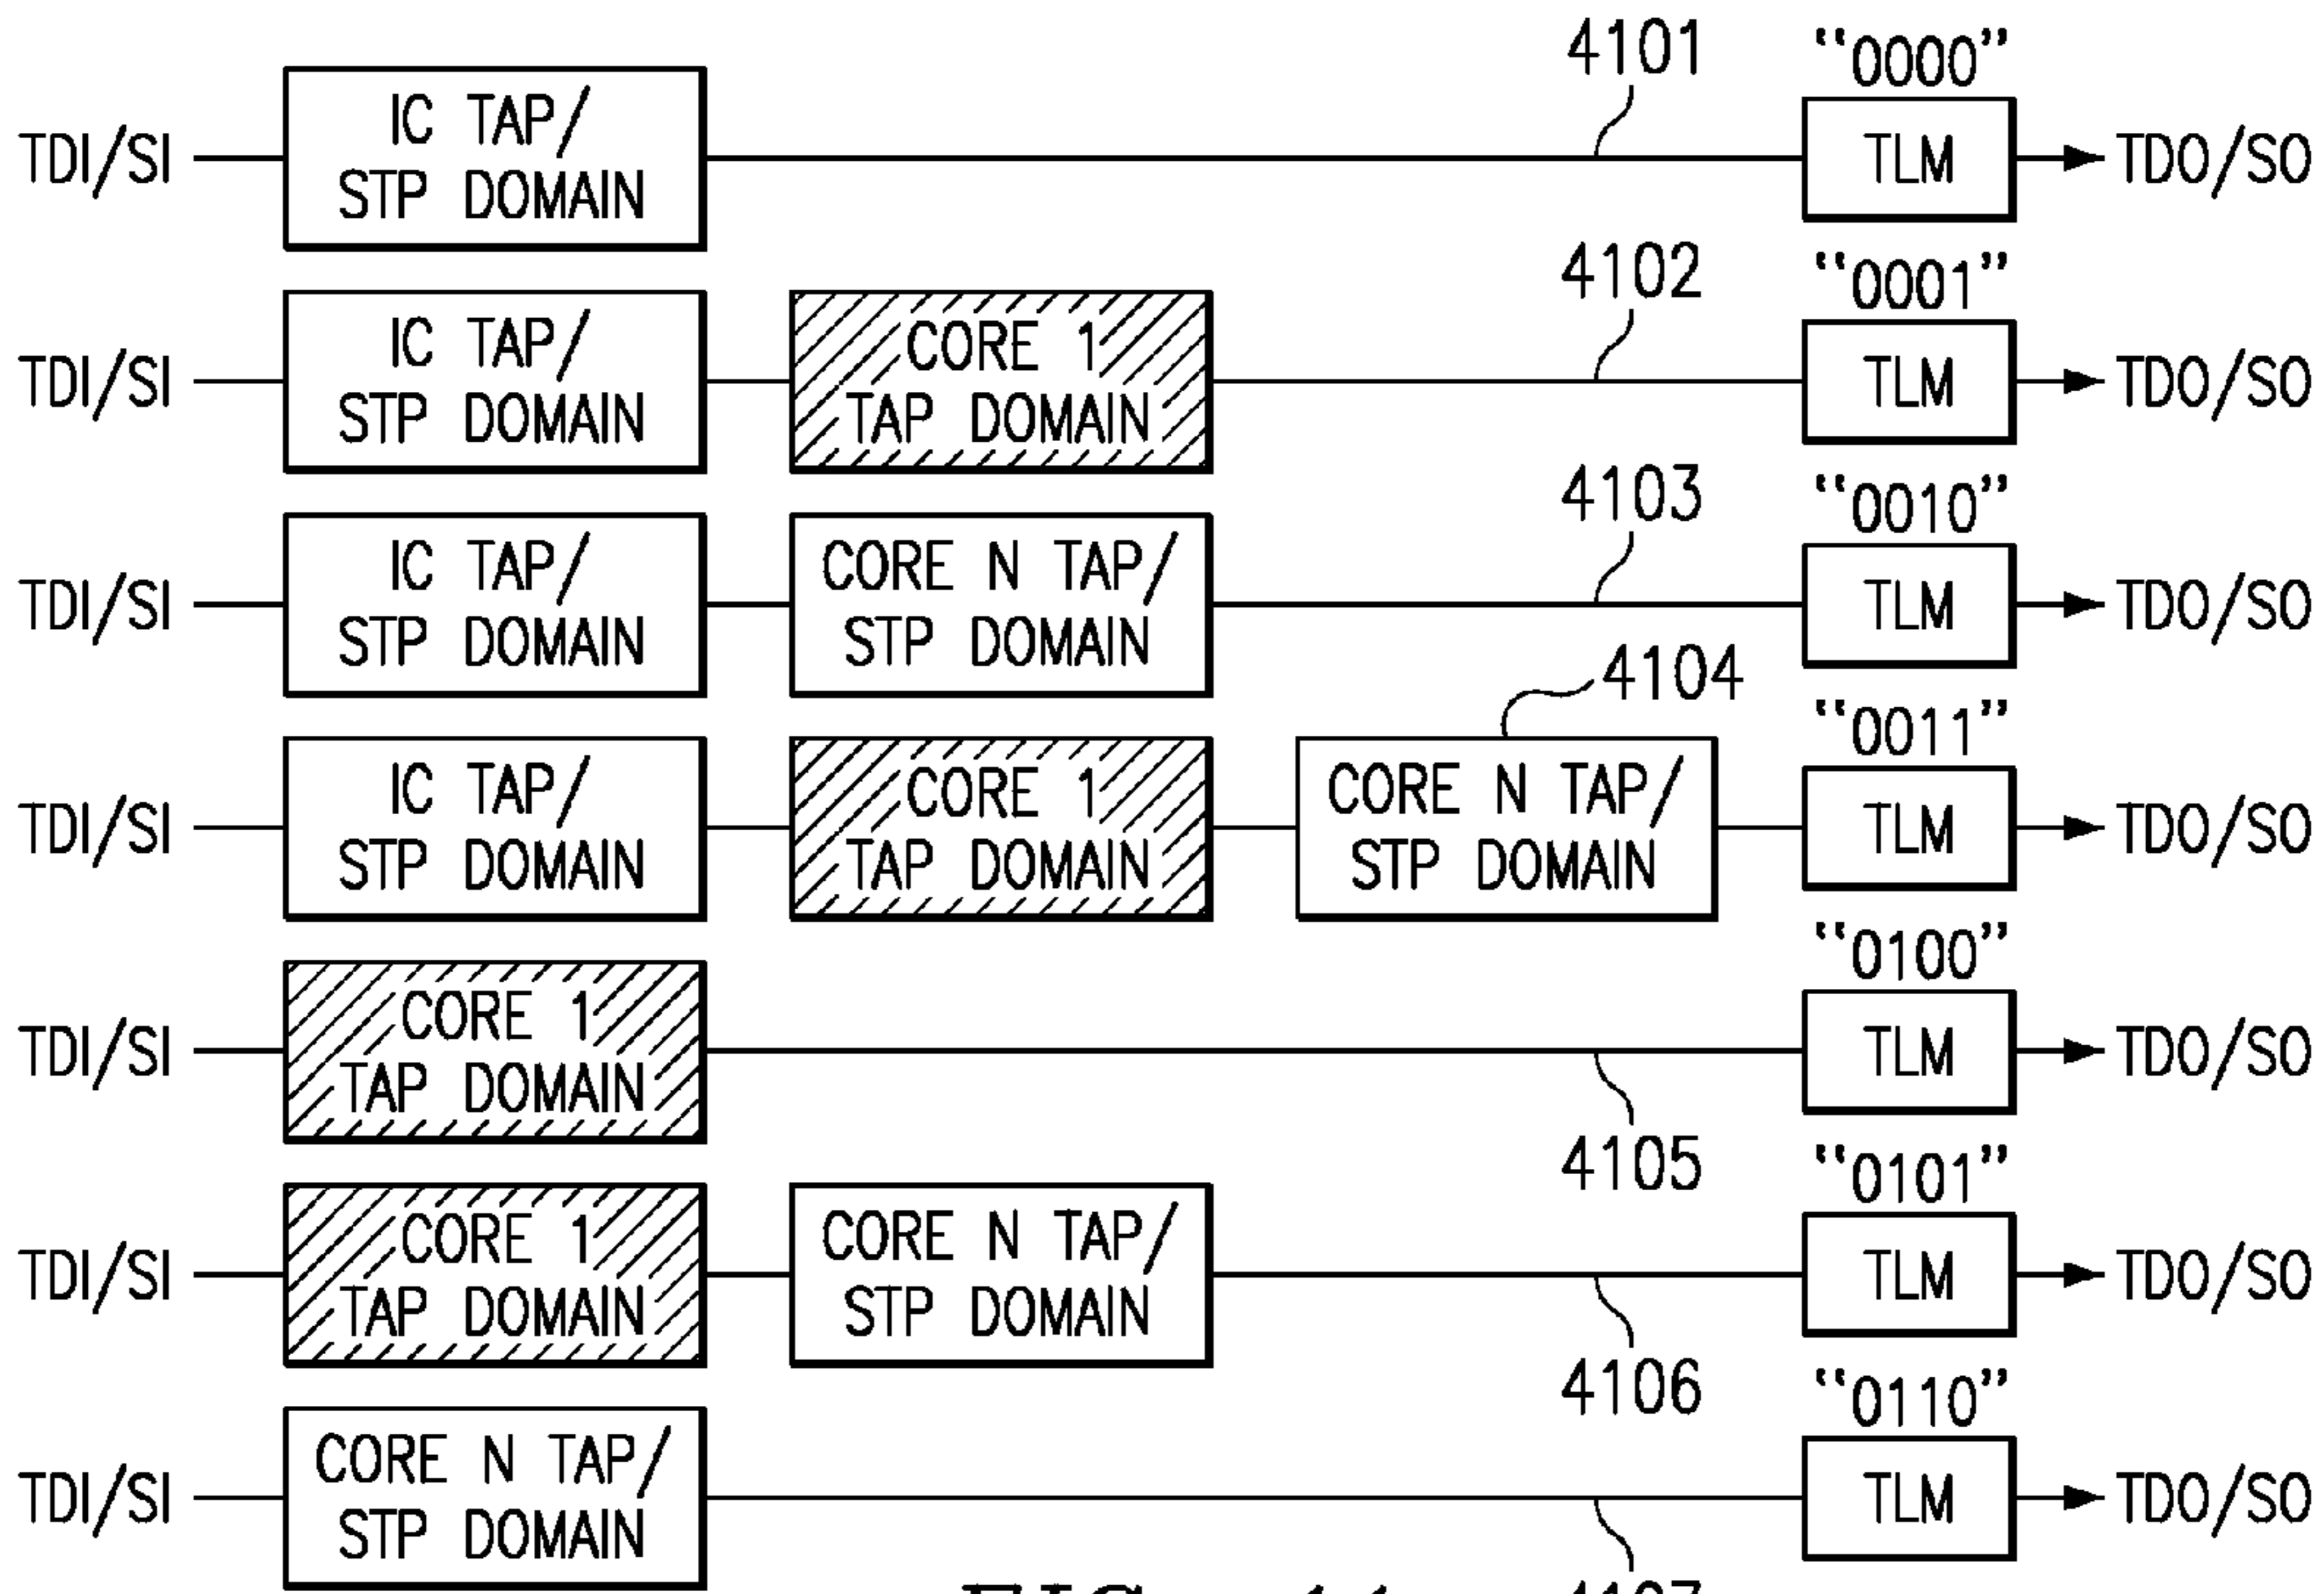 4101 “0000”
TDI/SI IC TAP/ TLM TDO/SO
STP DOMAIN
4102 “0001”
TDI/SI IC TAP/ CORE 1 TLM TDO/SO
STP DOMAIN TAP DOMAIN
4103 “0010”
TDI/SI IC TAP/ CORE N TAP/ TLM TDO/SO
STP DOMAIN STP DOMAIN
4104 “0011”
TDI/SI IC TAP/ CORE 1 CORE N TAP/ TLM TDO/SO
STP DOMAIN TAP DOMAIN STP DOMAIN
“0100”
TDI/SI CORE 1 TLM TDO/SO
TAP DOMAIN
4105 “0101”
TDI/SI CORE 1 CORE N TAP/ TLM TDO/SO
TAP DOMAIN STP DOMAIN
4106 “0110”
TDI/SI CORE N TAP/ TLM TDO/SO
STP DOMAIN